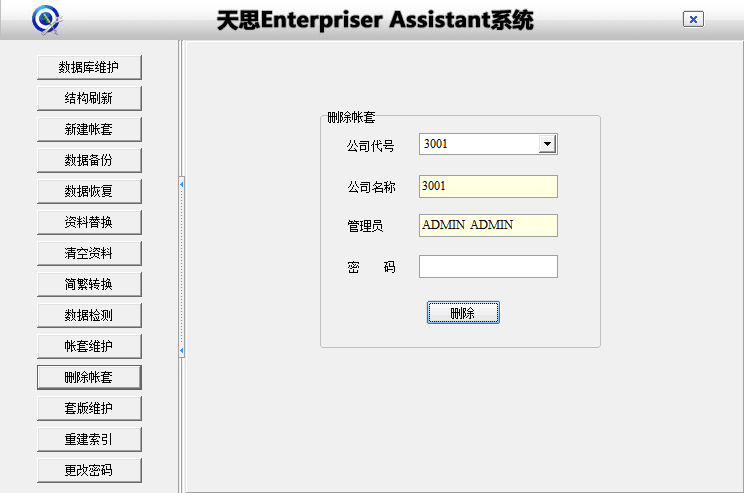 天思Enterpriser Assistant系统
数据库维护
结构刷新
新建帐套
数据备份
数据恢复
资料替换
清空资料
简繁转换
数据检测
帐套维护
删除帐套
套版维护
重建索引
更改密码
删除帐套
公司代号 3001
公司名称 3001
管理员 ADMIN ADMIN
密 码
删除